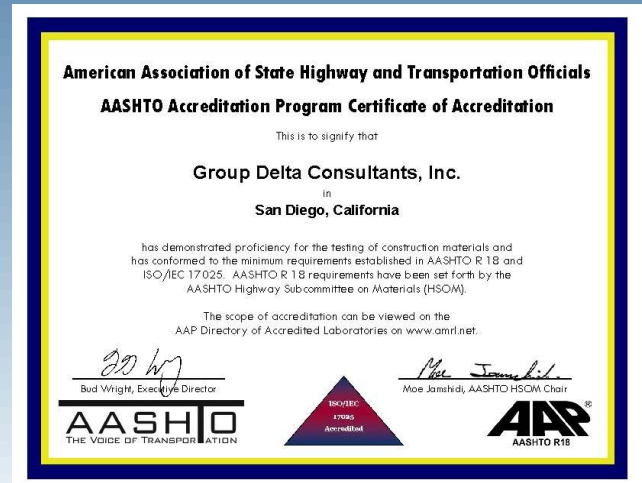 American Association of State Highway and Transportation Officials
AASHTO Accreditation Program Certificate of Accreditation
This is to signify that
Group Delta Consultants, Inc.
in
San Diego, California
has demonstrated proficiency for the testing of construction materials and
has conformed to the minimum requirements established in AASHTO R 18 and
ISO/IEC 17025. AASHTO R 18 requirements have been set forth by the
AASHTO Highway Subcommittee on Materials (HSOM).
The scope of accreditation can be viewed on the
AAP Directory of Accredited Laboratories on www.amrl.net.
Bud Wright, Executive Director
Moe Jamshidi, AASHTO HSOM Chair
AASHTO
THE VOICE OF TRANSPORTATION
ISO/IEC
17025
Accredited
AAP®
AASHTO R18